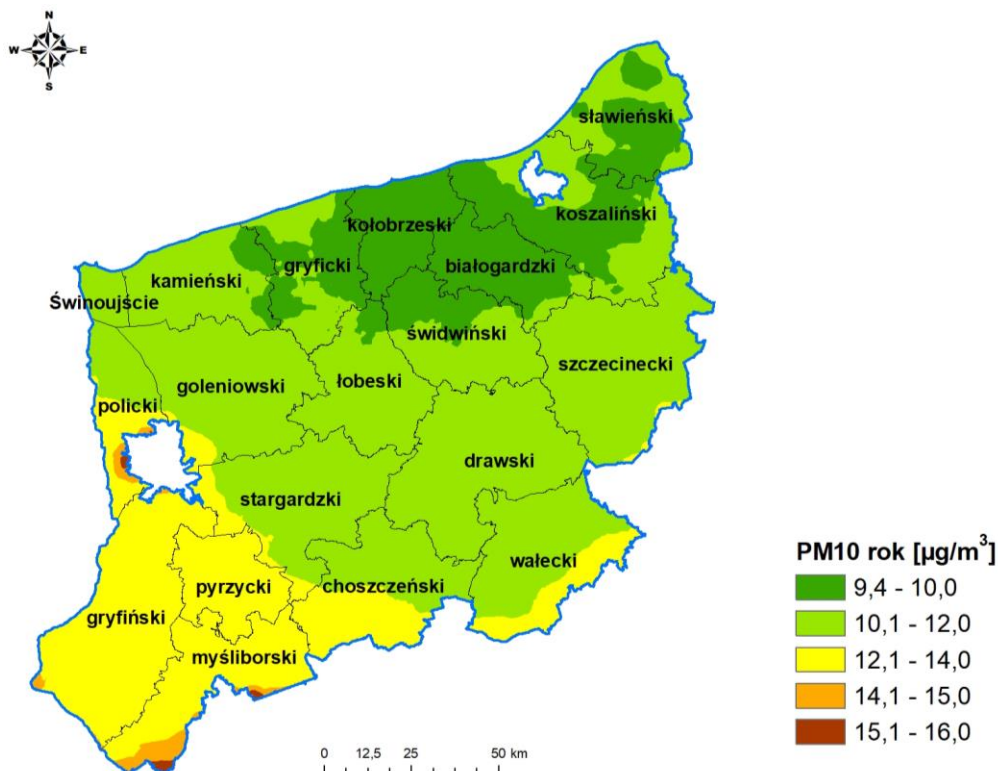 N
W E
S
sławieński
koszaliński
kołobrzeski
gryficki
białogardzki
kamieński
Świnoujście
świdwiński
szczecinecki
goleniowski
łobeski
policki
drawski
stargardzki
wałecki
choszczeński
pyrzycki
gryfiński
myśliborski
PM10 rok [µg/m³]
9,4 - 10,0
10,1 - 12,0
12,1 - 14,0
14,1 - 15,0
15,1 - 16,0
0 12,5 25 50 km